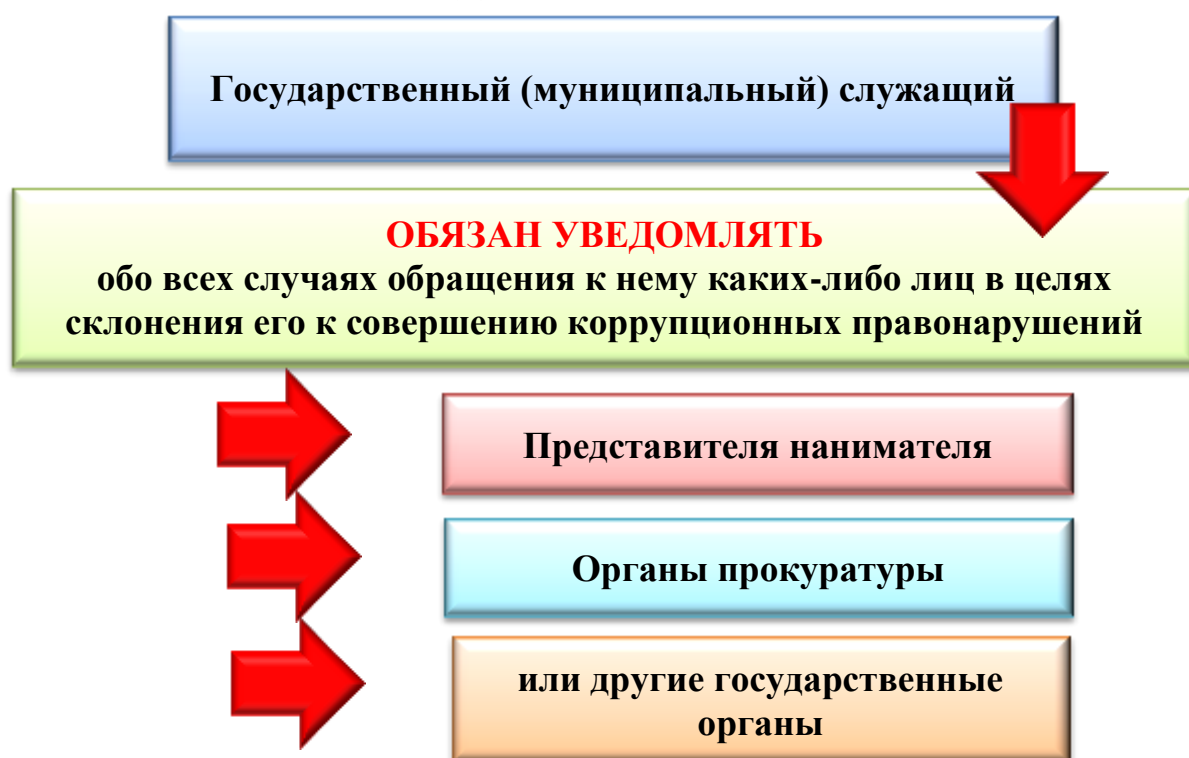 Государственный (муниципальный) служащий
ОБЯЗАН УВЕДОМЛЯТЬ
обо всех случаях обращения к нему каких-либо лиц в целях
склонения его к совершению коррупционных правонарушений
Представителя нанимателя
Органы прокуратуры
или другие государственные
органы